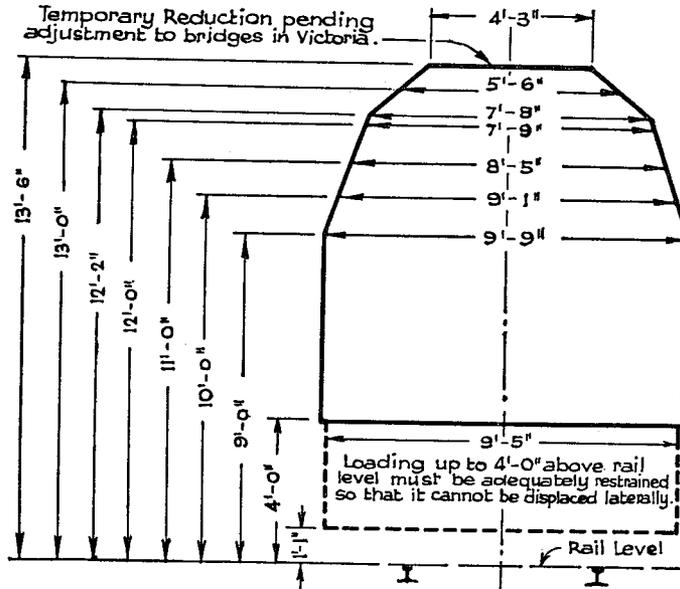 Temporary Reduction pending
adjustment to bridges in Victoria.
4'-3"
5'-6"
7'-8"
7'-9"
8'-5"
9'-1"
9'-9"
13'-6"
13'-0"
12'-2"
12'-0"
11'-0"
10'-0"
9'-0"
4'-0"
1'-1"
9'-5"
Loading up to 4'-0" above rail
level must be adequately restrained
so that it cannot be displaced laterally.
Rail Level